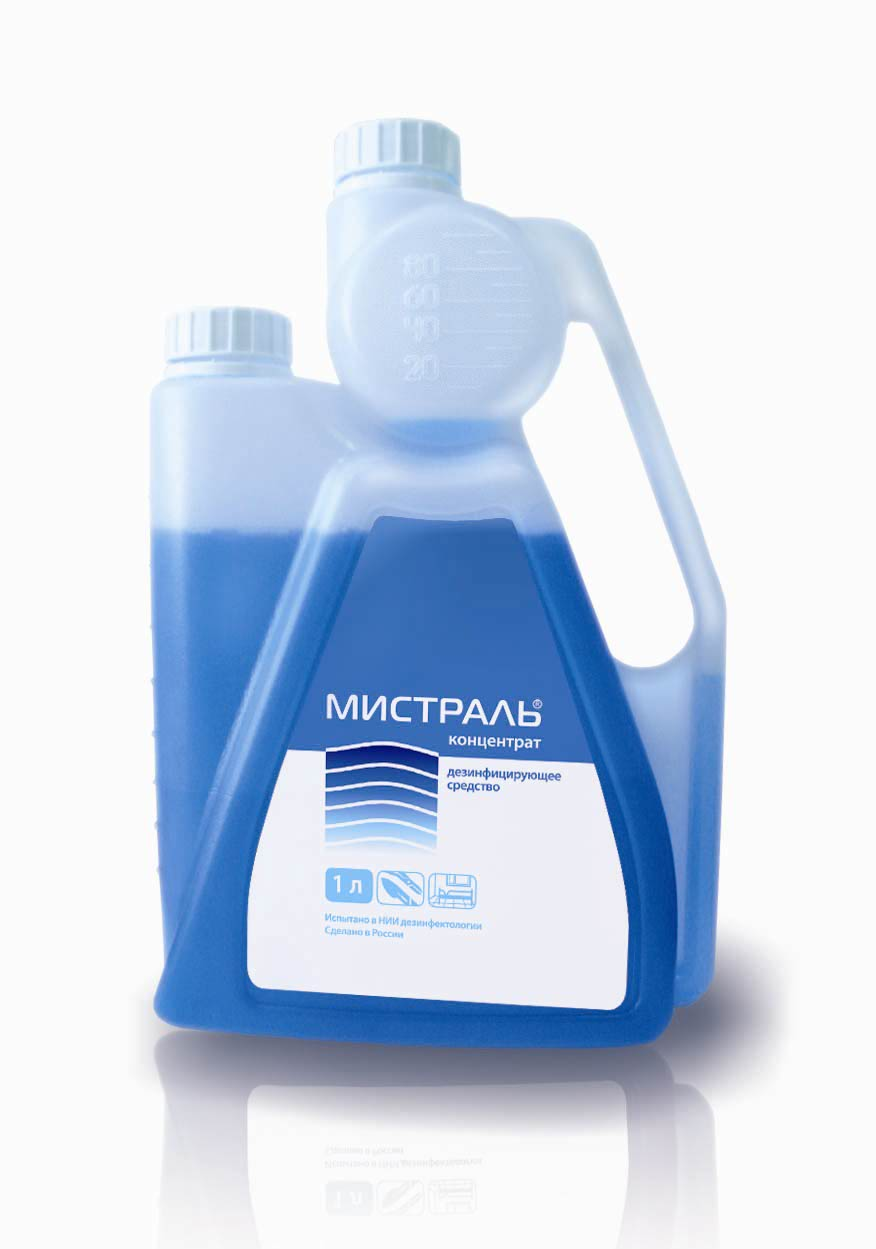 80
60
40
20
МИСТРАЛЬ®
концентрат
дезинфицирующее
средство
1 л
Испытано в НИИ дезинфектологии
Сделано в России